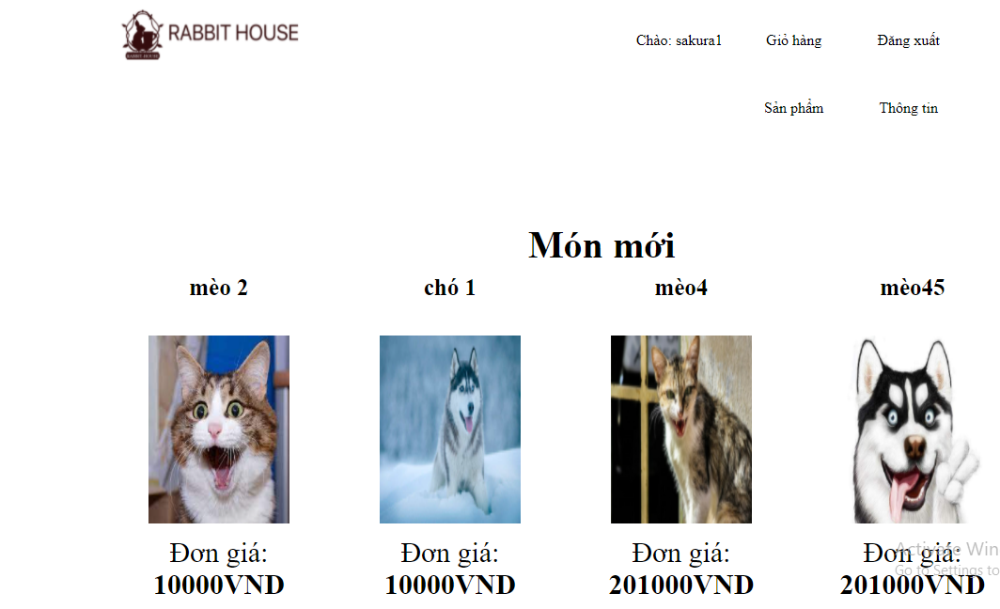 RABBIT HOUSE
RABBIT HOUSE
Chào: sakura1 Giỏ hàng Đăng xuất
Sản phẩm Thông tin
Món mới
mèo 2 chó 1 mèo4 mèo45
Đơn giá: Đơn giá: Đơn giá: Đơn giá:
10000VND 10000VND 201000VND 201000VND
Activate Win
Go to Settings to